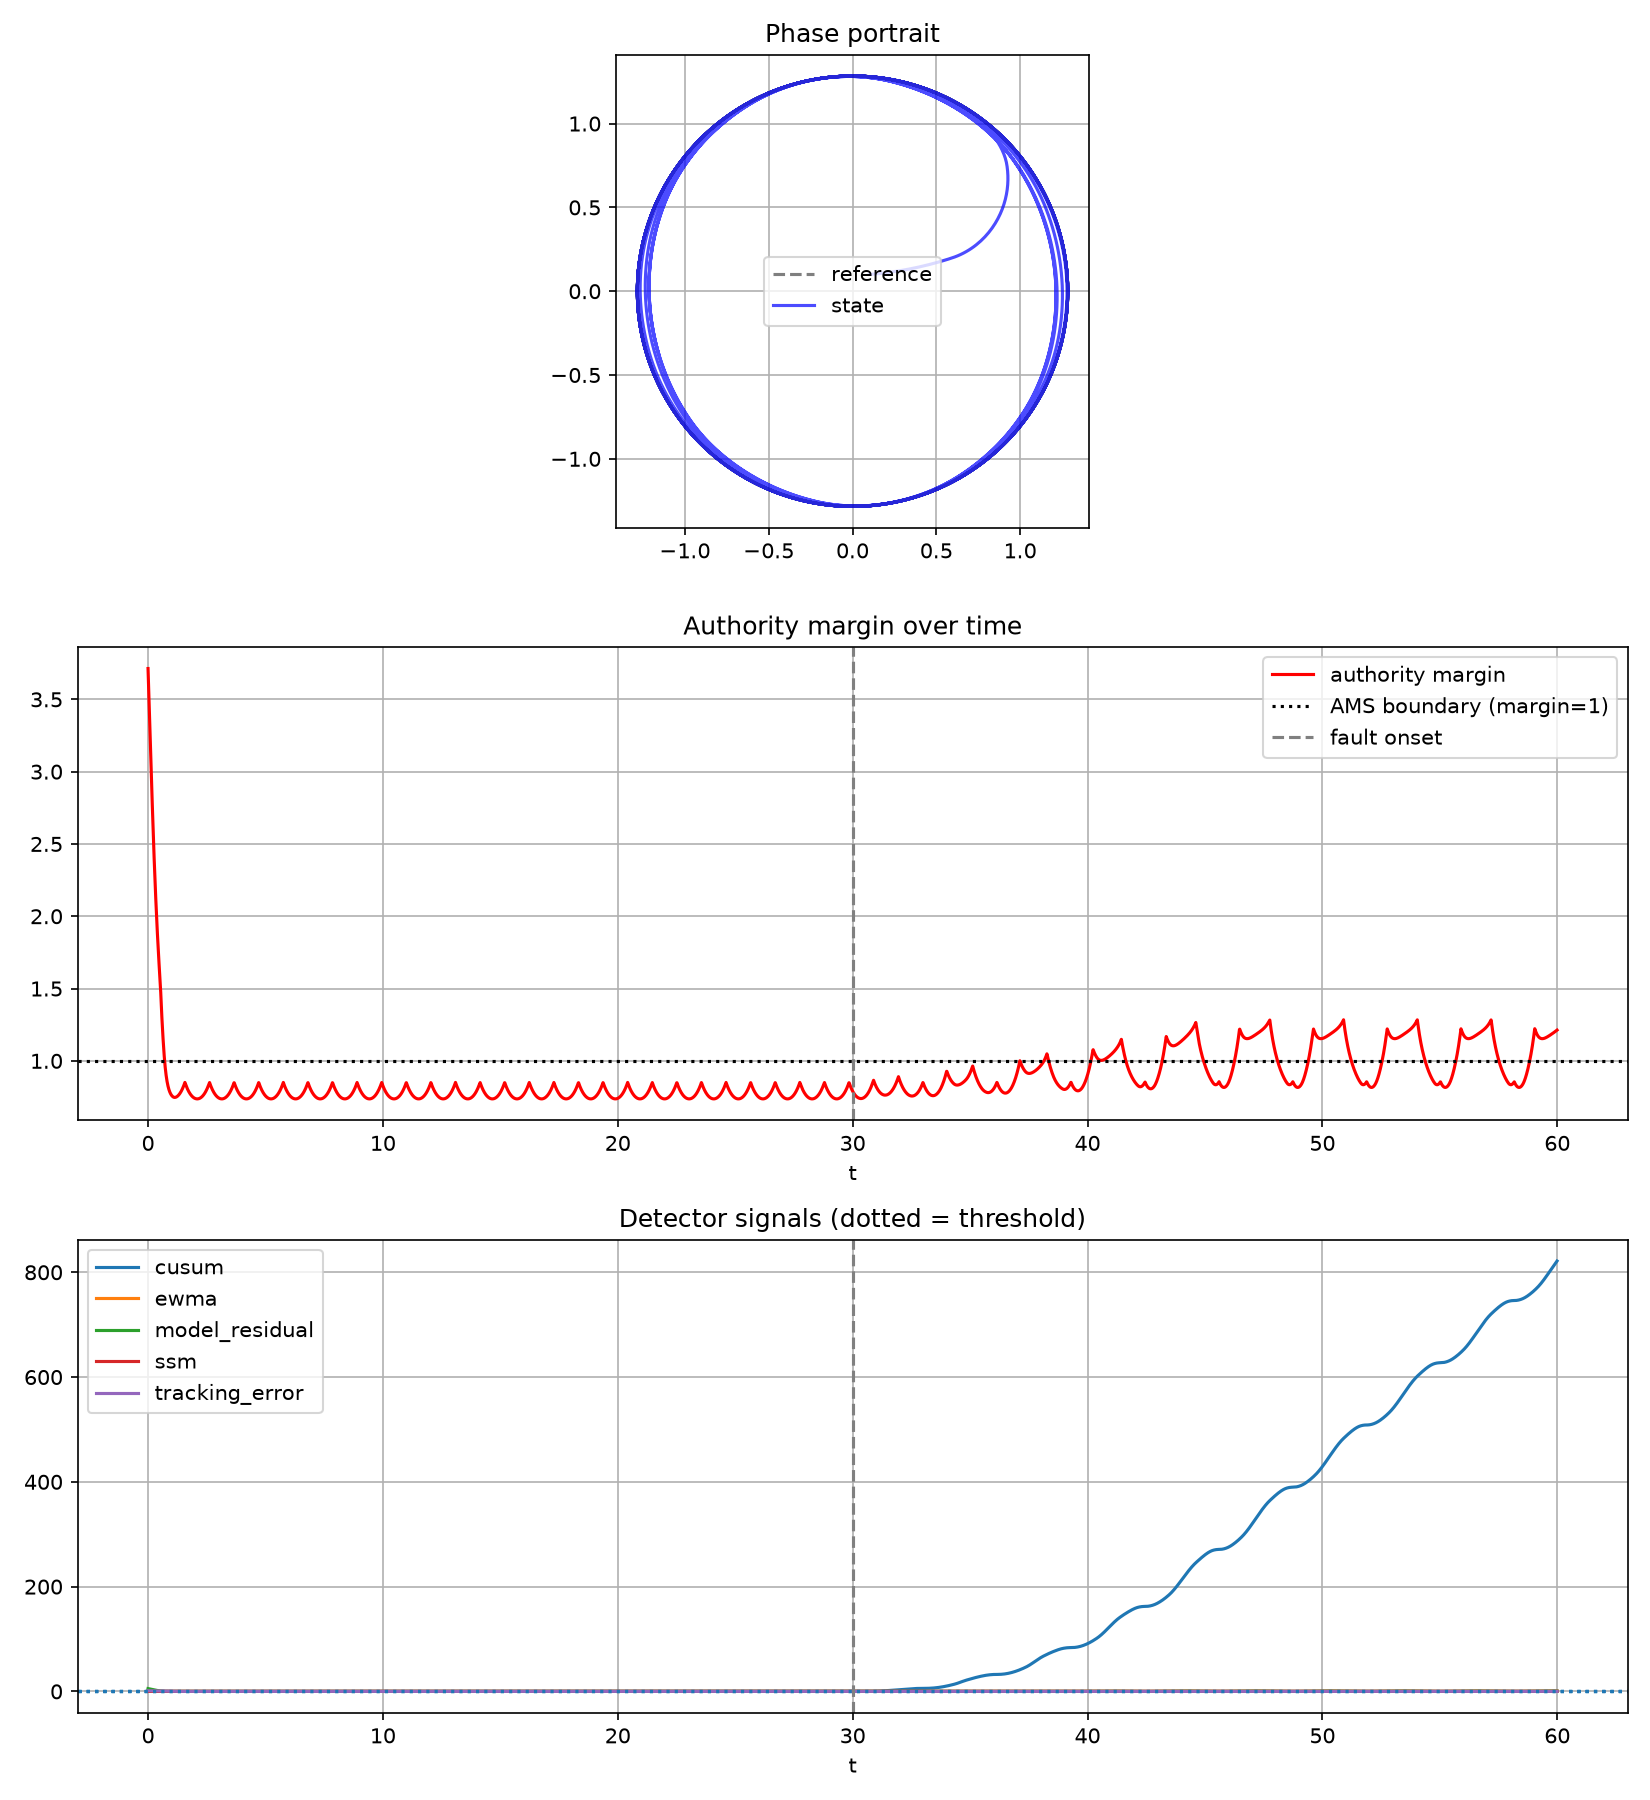 Phase portrait
1.0
0.5
0.0
−0.5
−1.0
reference
state
−1.0 −0.5 0.0 0.5 1.0
Authority margin over time
3.5
3.0
2.5
2.0
1.5
1.0
authority margin
AMS boundary (margin=1)
fault onset
0 10 20 30 40 50 60
t
Detector signals (dotted = threshold)
800
600
400
200
0
cusum
ewma
model_residual
ssm
tracking_error
0 10 20 30 40 50 60
t